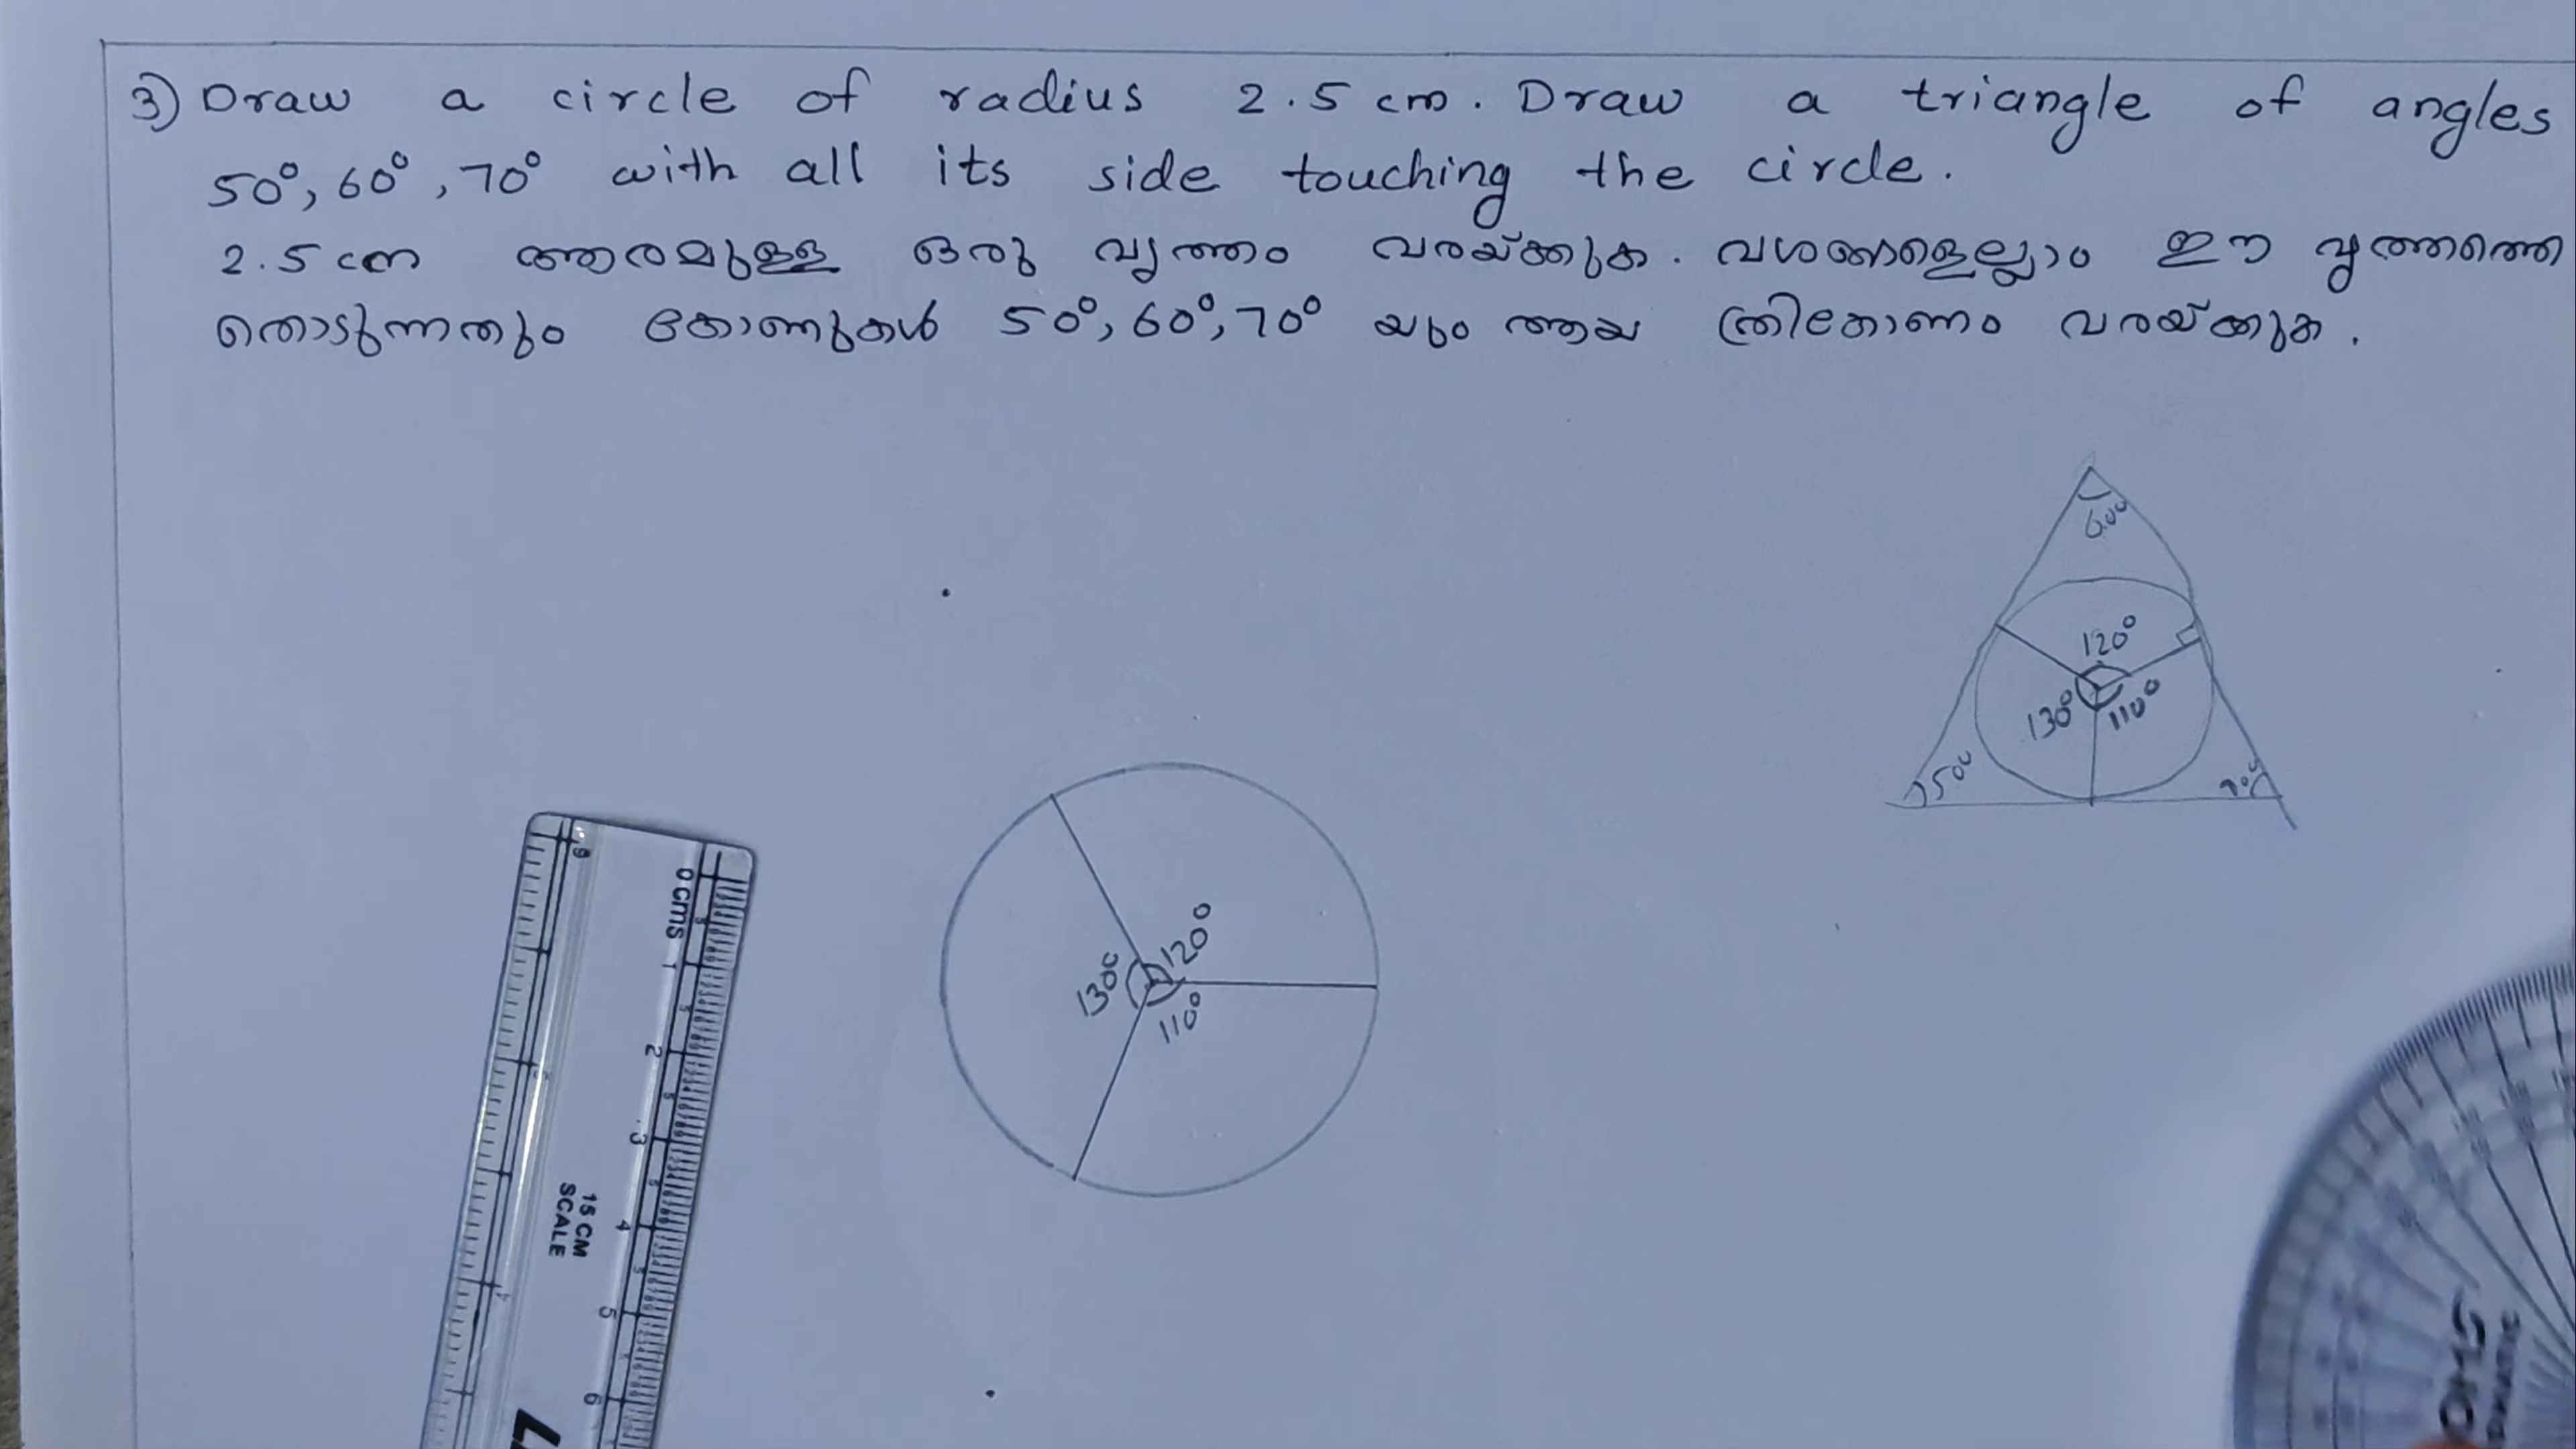 3) Draw a circle of radius 2.5 cm. Draw a triangle of angles
50°, 60°, 70° with all its side touching the circle.
2.5 cm ആരമുള്ള ഒരു വൃത്തം വരയ്ക്കുക. വശങ്ങളെല്ലാം ഈ വൃത്തത്തെ
തൊടുന്നതും കോണുകൾ 50°, 60°, 70° യും ആയ ത്രികോണം വരയ്ക്കുക.
60°
120°
130° 110°
50° 70°
120°
130°
110°
0 cms
1
2
3
4
5
6
15 CM
SCALE